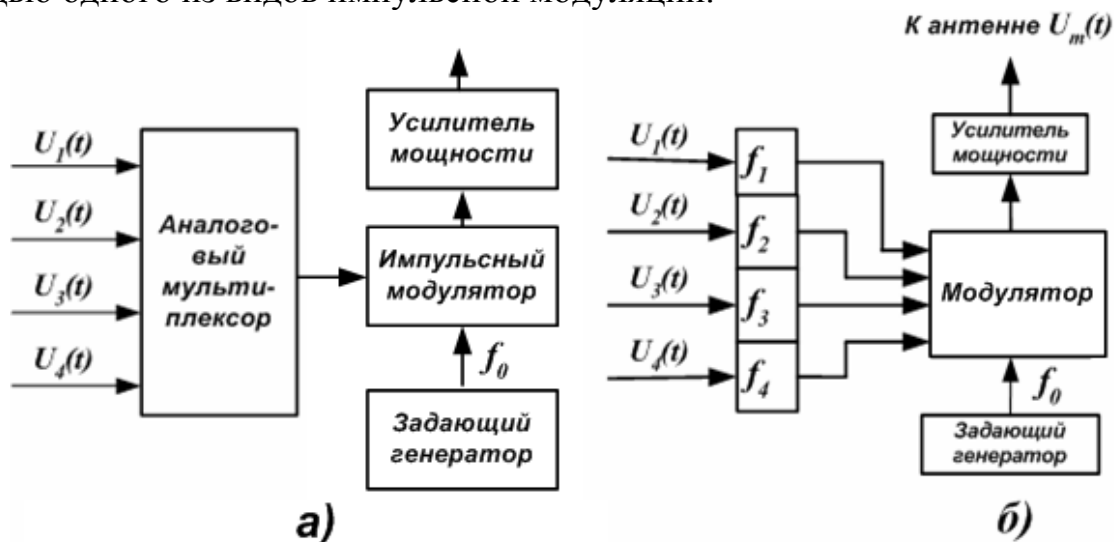 одного из видов импульсной модуляции.
U1(t)
U2(t)
U3(t)
U4(t)
Аналого-
вый
мульти-
плексор
Усилитель
мощности
Импульсный
модулятор
f0
Задающий
генератор
а)
К антенне Um(t)
U1(t)
U2(t)
U3(t)
U4(t)
f1
f2
f3
f4
Усилитель
мощности
Модулятор
f0
Задающий
генератор
б)